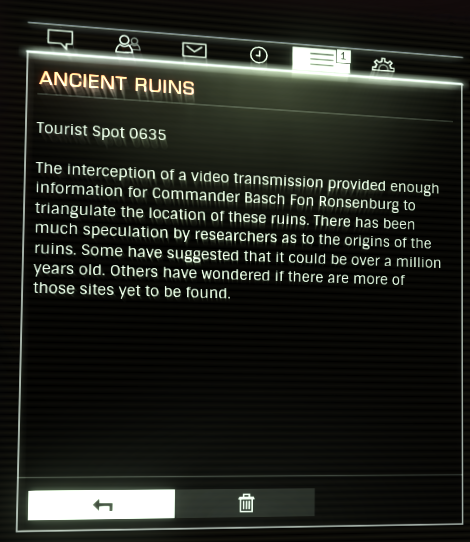 1
ANCIENT RUINS
Tourist Spot 0635
The interception of a video transmission provided enough
information for Commander Basch Fon Ronsenburg to
triangulate the location of these ruins. There has been
much speculation by researchers as to the origins of the
ruins. Some have suggested that it could be over a million
years old. Others have wondered if there are more of
those sites yet to be found.